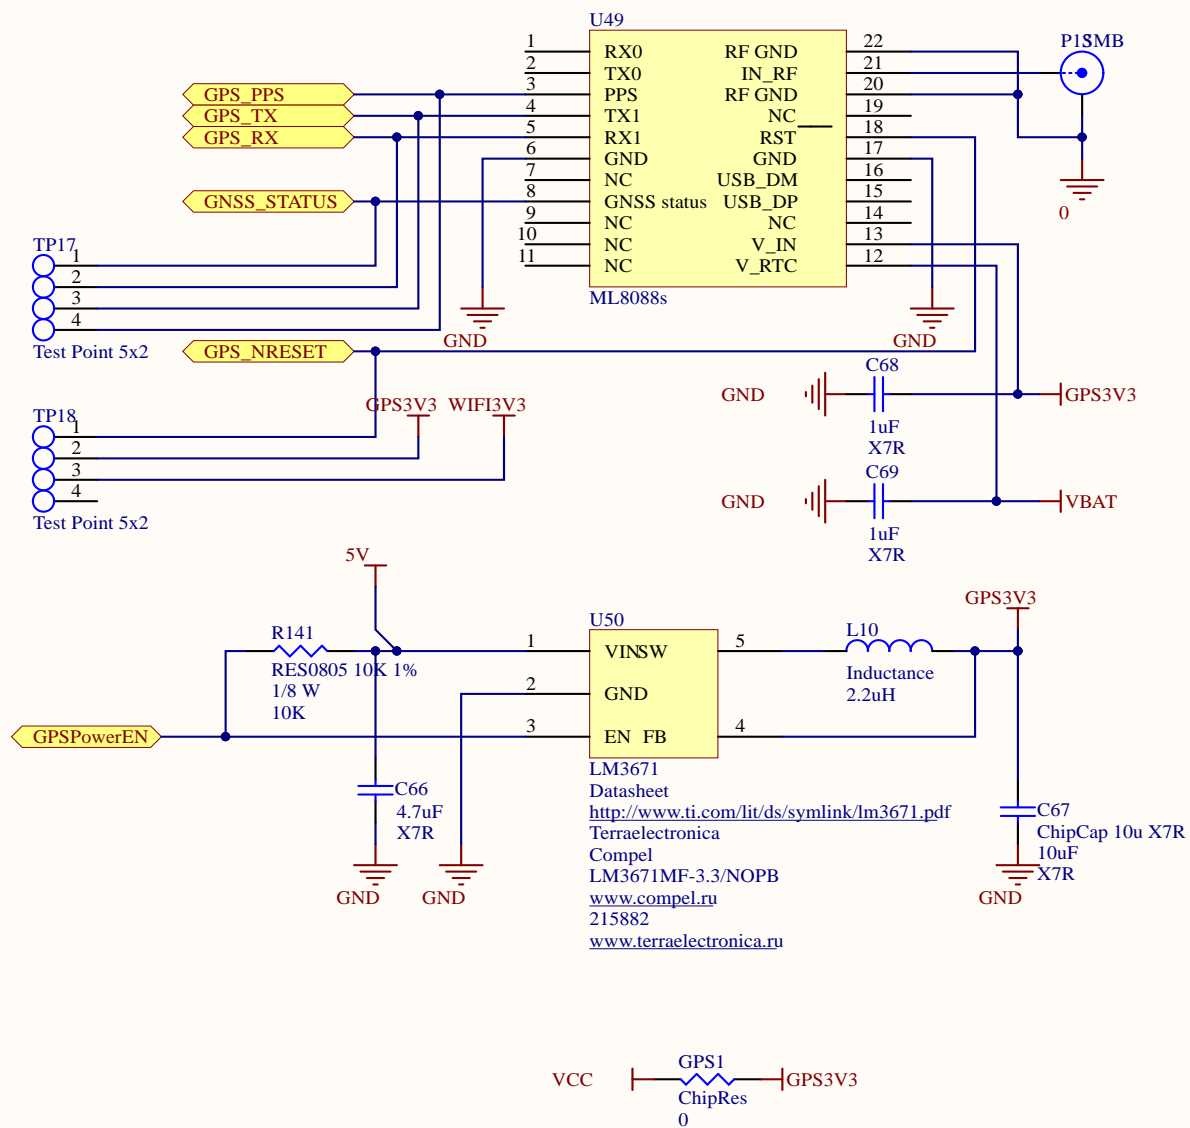 U49
1 RX0 RF GND 22
2 TX0 IN_RF 21
GPS_PPS 3 PPS RF GND 20
GPS_TX 4 TX1 NC 19
GPS_RX 5 RX1 RST 18
6 GND GND 17
7 NC USB_DM 16
GNSS_STATUS 8 GNSS status USB_DP 15
9 NC NC 14
10 NC V_IN 13
11 NC V_RTC 12
ML8088s
SMB
0
TP17
1
2
3
4
Test Point 5x2
GND
GND
GPS_NRESET
TP18
1
2
3
4
Test Point 5x2
GPS3V3 WIFI3V3
C68
GND
1uF
X7R
GPS3V3
C69
GND
1uF
X7R
VBAT
5V
R141
RES0805 10K 1%
1/8 W
10K
GPSPowerEN
C66
4.7uF
X7R
GND
GND
U50
1 VIN SW 5
2 GND
3 EN FB 4
LM3671
Datasheet
http://www.ti.com/lit/ds/symlink/lm3671.pdf
Terraelectronica
Compel
LM3671MF-3.3/NOPB
www.compel.ru
215882
www.terraelectronica.ru
L10
Inductance
2.2uH
GPS3V3
C67
ChipCap 10u X7R
10uF
X7R
GND
GPS1
VCC
GPS3V3
ChipRes
0